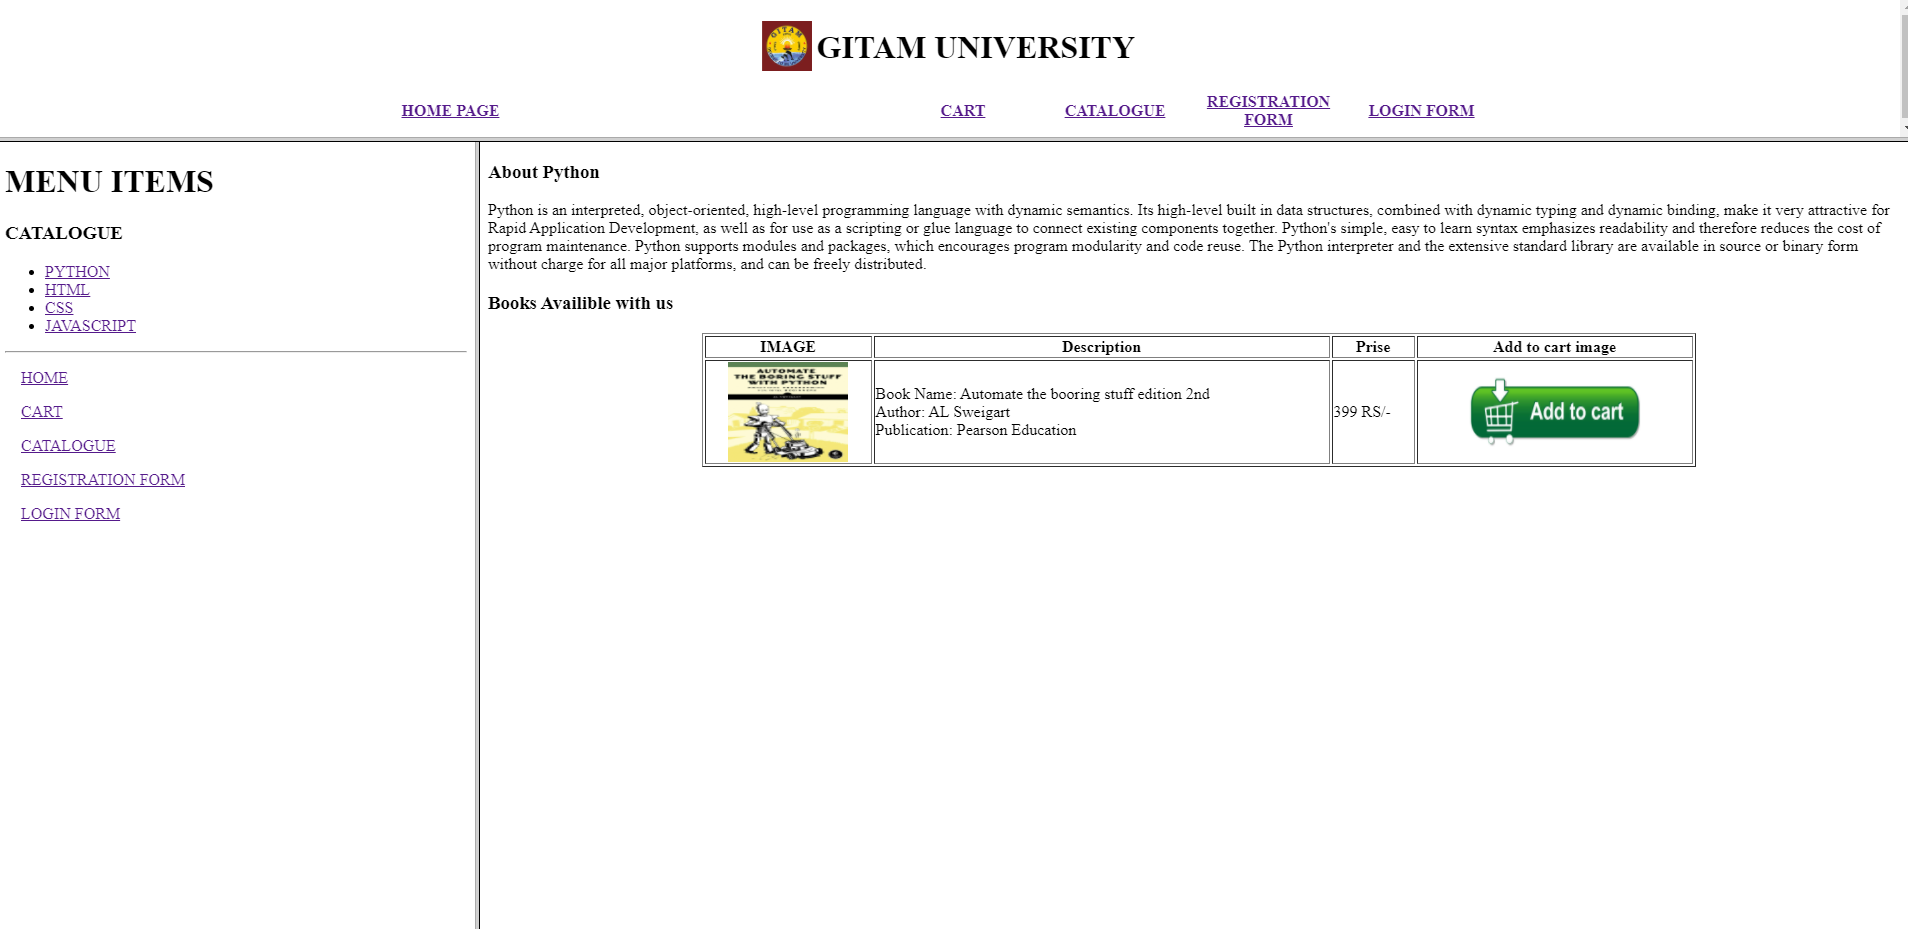 GITAM
GITAM UNIVERSITY
HOME PAGE
CART
CATALOGUE
REGISTRATION
FORM
LOGIN FORM
MENU ITEMS
CATALOGUE
PYTHON
HTML
CSS
JAVASCRIPT
HOME
CART
CATALOGUE
REGISTRATION FORM
LOGIN FORM
About Python
Python is an interpreted, object-oriented, high-level programming language with dynamic semantics. Its high-level built in data structures, combined with dynamic typing and dynamic binding, make it very attractive for
Rapid Application Development, as well as for use as a scripting or glue language to connect existing components together. Python's simple, easy to learn syntax emphasizes readability and therefore reduces the cost of
program maintenance. Python supports modules and packages, which encourages program modularity and code reuse. The Python interpreter and the extensive standard library are available in source or binary form
without charge for all major platforms, and can be freely distributed.
Books Availible with us
IMAGE
Description
Prise
Add to cart image
AUTOMATE
THE BORING STUFF
WITH PYTHON
Book Name: Automate the booring stuff edition 2nd
Author: AL Sweigart
Publication: Pearson Education
399 RS/-
Add to cart